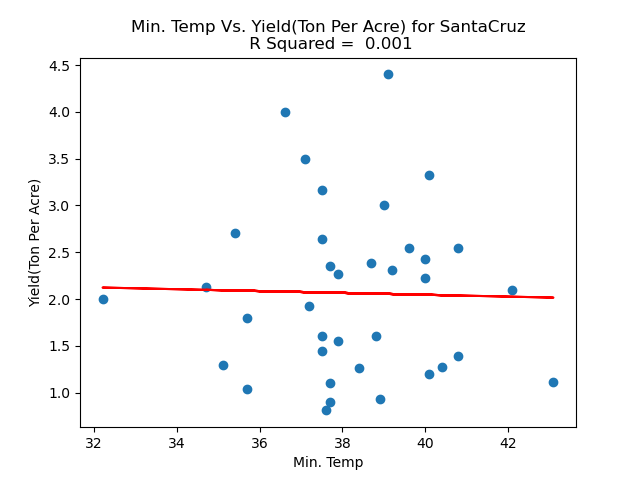 Min. Temp Vs. Yield(Ton Per Acre) for SantaCruz
R Squared =  0.001
4.5
4.0
3.5
3.0
2.5
2.0
1.5
1.0
Yield(Ton Per Acre)
32 34 36 38 40 42
Min. Temp